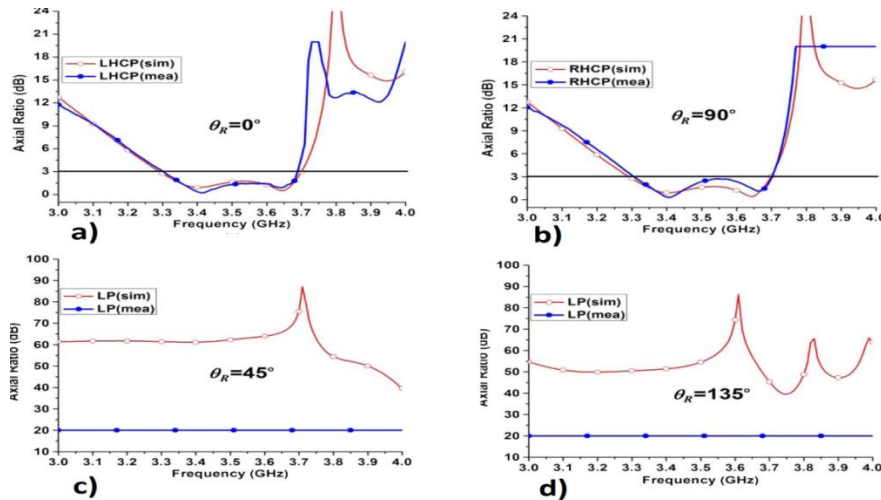 24
21
18
15
12
9
6
3
0
Axial Ratio (dB)
LHCP(sim)
LHCP(mea)
θR=0°
3.0 3.1 3.2 3.3 3.4 3.5 3.6 3.7 3.8 3.9 4.0
Frequency (GHz)
a)
24
21
18
15
12
9
6
3
0
Axial Ratio (dB)
RHCP(sim)
RHCP(mea)
θR=90°
3.0 3.1 3.2 3.3 3.4 3.5 3.6 3.7 3.8 3.9 4.0
Frequency (GHz)
b)
100
90
80
70
60
50
40
30
20
10
Axial Ratio (dB)
LP(sim)
LP(mea)
θR=45°
3.0 3.1 3.2 3.3 3.4 3.5 3.6 3.7 3.8 3.9 4.0
Frequency (GHz)
c)
100
90
80
70
60
50
40
30
20
10
Axial Ratio (dB)
LP(sim)
LP(mea)
θR=135°
3.0 3.1 3.2 3.3 3.4 3.5 3.6 3.7 3.8 3.9 4.0
Frequency (GHz)
d)